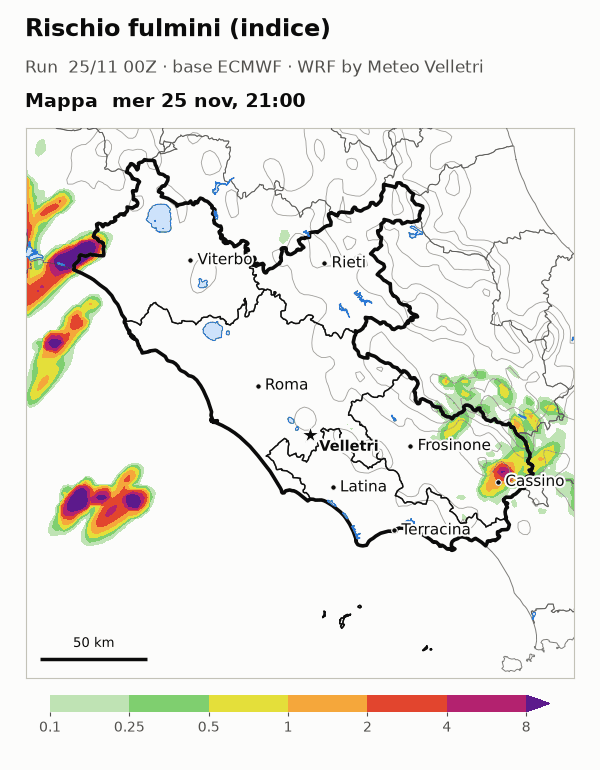 Rischio fulmini (indice)
Run  25/11 00Z · base ECMWF · WRF by Meteo Velletri
Mappa  mer 25 nov, 21:00
Viterbo
Rieti
Roma
Velletri
Frosinone
Cassino
Latina
Terracina
50 km
0.1
0.25
0.5
1
2
4
8